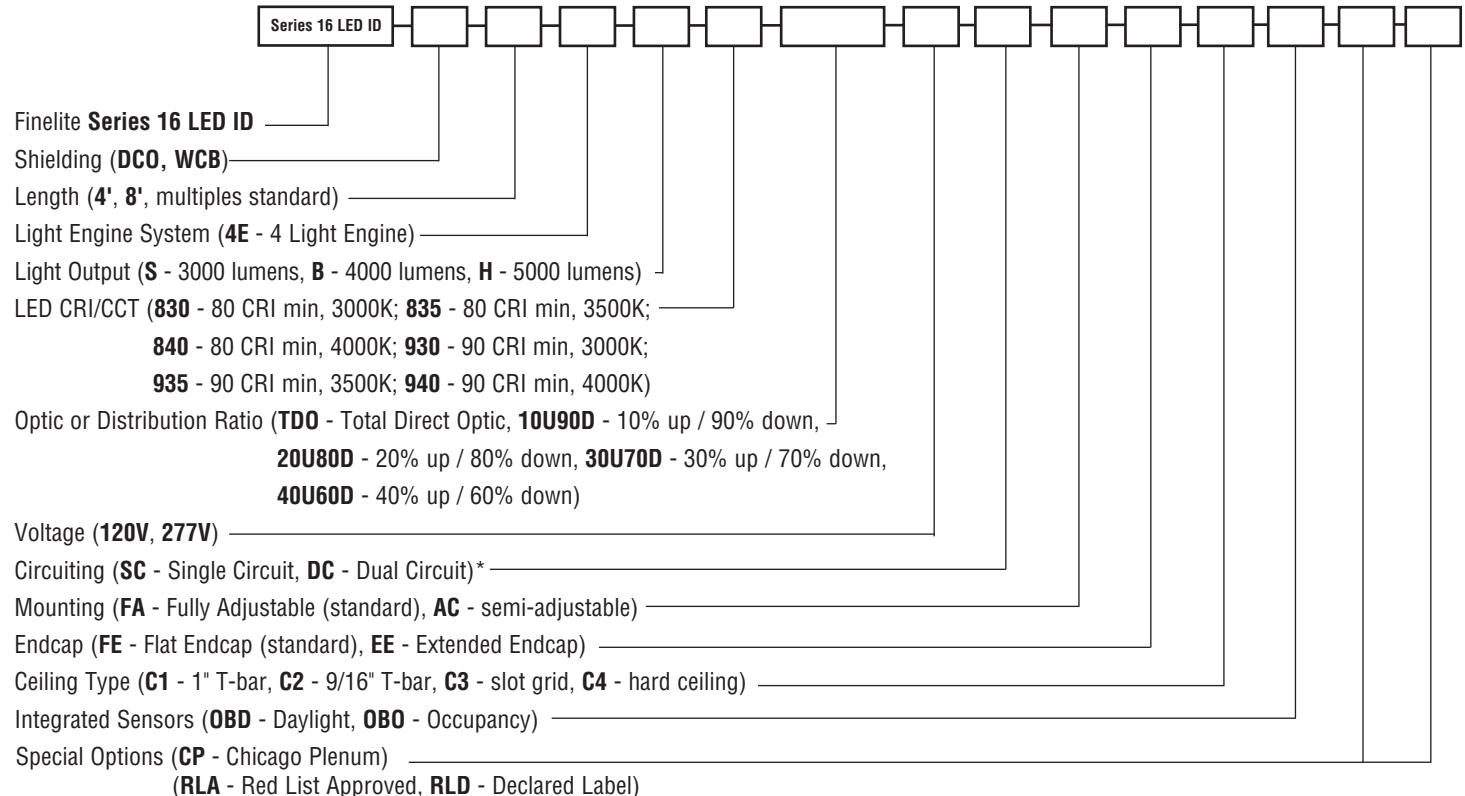 Series 16 LED ID
Finelite Series 16 LED ID
Shielding (DCO, WCB)
Length (4', 8', multiples standard)
Light Engine System (4E - 4 Light Engine)
Light Output (S - 3000 lumens, B - 4000 lumens, H - 5000 lumens)
LED CRI/CCT (830 - 80 CRI min, 3000K; 835 - 80 CRI min, 3500K;
840 - 80 CRI min, 4000K; 930 - 90 CRI min, 3000K;
935 - 90 CRI min, 3500K; 940 - 90 CRI min, 4000K)
Optic or Distribution Ratio (TDO - Total Direct Optic, 10U90D - 10% up / 90% down,
20U80D - 20% up / 80% down, 30U70D - 30% up / 70% down,
40U60D - 40% up / 60% down)
Voltage (120V, 277V)
Circuiting (SC - Single Circuit, DC - Dual Circuit)*
Mounting (FA - Fully Adjustable (standard), AC - semi-adjustable)
Endcap (FE - Flat Endcap (standard), EE - Extended Endcap)
Ceiling Type (C1 - 1" T-bar, C2 - 9/16" T-bar, C3 - slot grid, C4 - hard ceiling)
Integrated Sensors (OBD - Daylight, OBO - Occupancy)
Special Options (CP - Chicago Plenum)
(RLA - Red List Approved, RLD - Declared Label)